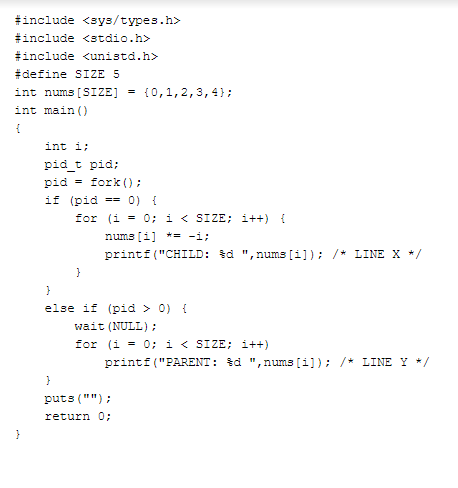 #include <sys/types.h>
#include <stdio.h>
#include <unistd.h>
#define SIZE 5
int nums[SIZE] = {0,1,2,3,4};
int main()
{
    int i;
    pid_t pid;
    pid = fork();
    if (pid == 0) {
        for (i = 0; i < SIZE; i++) {
            nums[i] *= -i;
            printf("CHILD: %d ",nums[i]); /* LINE X */
        }
    }
    else if (pid > 0) {
        wait(NULL);
        for (i = 0; i < SIZE; i++)
            printf("PARENT: %d ",nums[i]); /* LINE Y */
    }
    puts("");
    return 0;
}